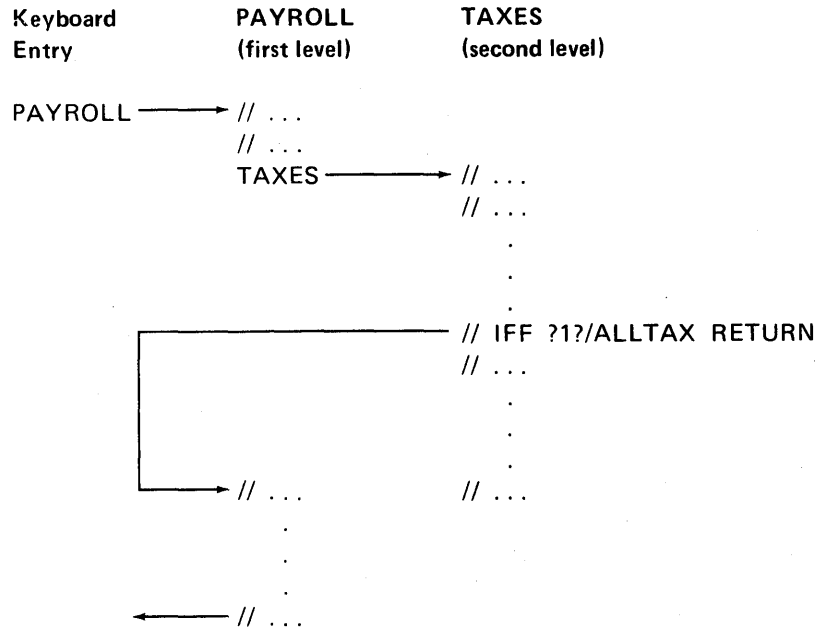 Keyboard PAYROLL TAXES
Entry (first level) (second level)
PAYROLL // ...
// ...
TAXES // ...
// ...
.
.
.
// IFF ?1?/ALLTAX RETURN
// ...
.
.
.
// ... // ...
.
.
.
// ...